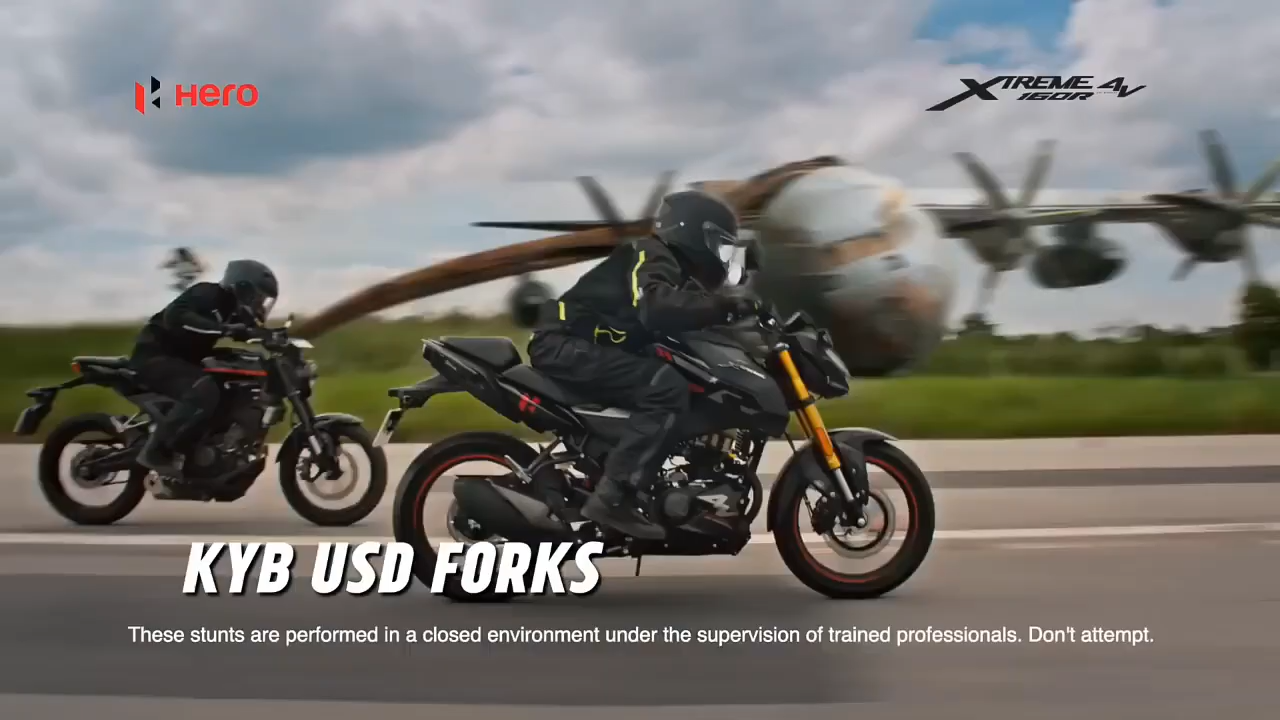 Hero
XTREME 4V
160R
KYB USD FORKS
These stunts are performed in a closed environment under the supervision of trained professionals. Don't attempt.